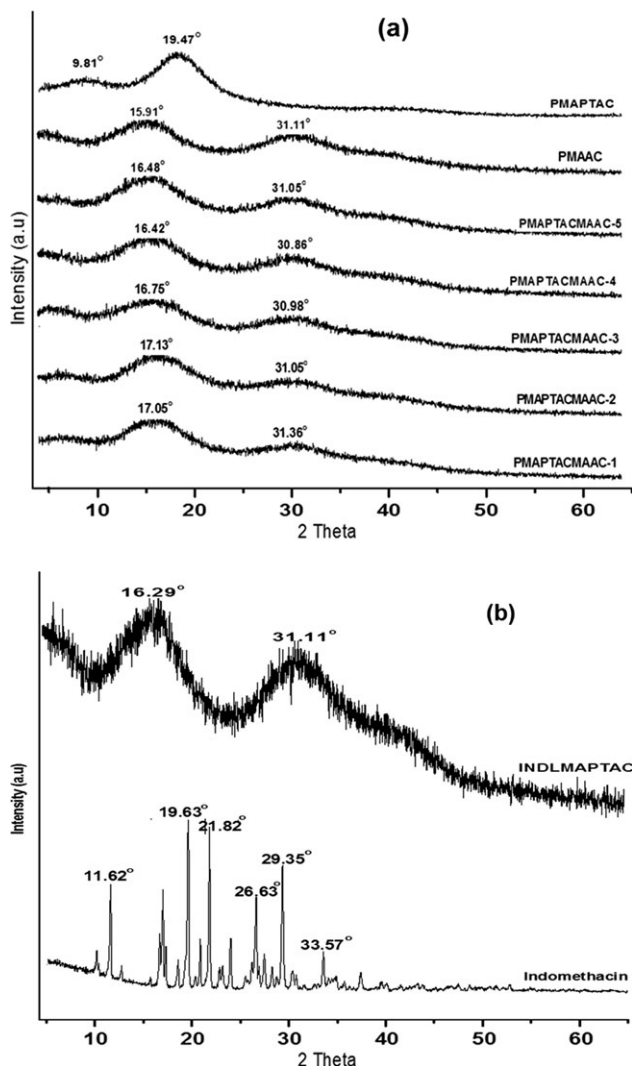 (a)
9.81°
19.47°
PMAPTAC
15.91°
31.11°
PMAAC
16.48°
31.05°
PMAPTACMAAC-5
16.42°
30.86°
PMAPTACMAAC-4
16.75°
30.98°
PMAPTACMAAC-3
17.13°
31.05°
PMAPTACMAAC-2
17.05°
31.36°
PMAPTACMAAC-1
Intensity (a.u)
10 20 30 40 50 60
2 Theta
(b)
16.29°
31.11°
INDLMAPTAC
Intensity (a.u)
19.63°
21.82°
11.62°
29.35°
26.63°
33.57°
Indomethacin
10 20 30 40 50 60
2 Theta